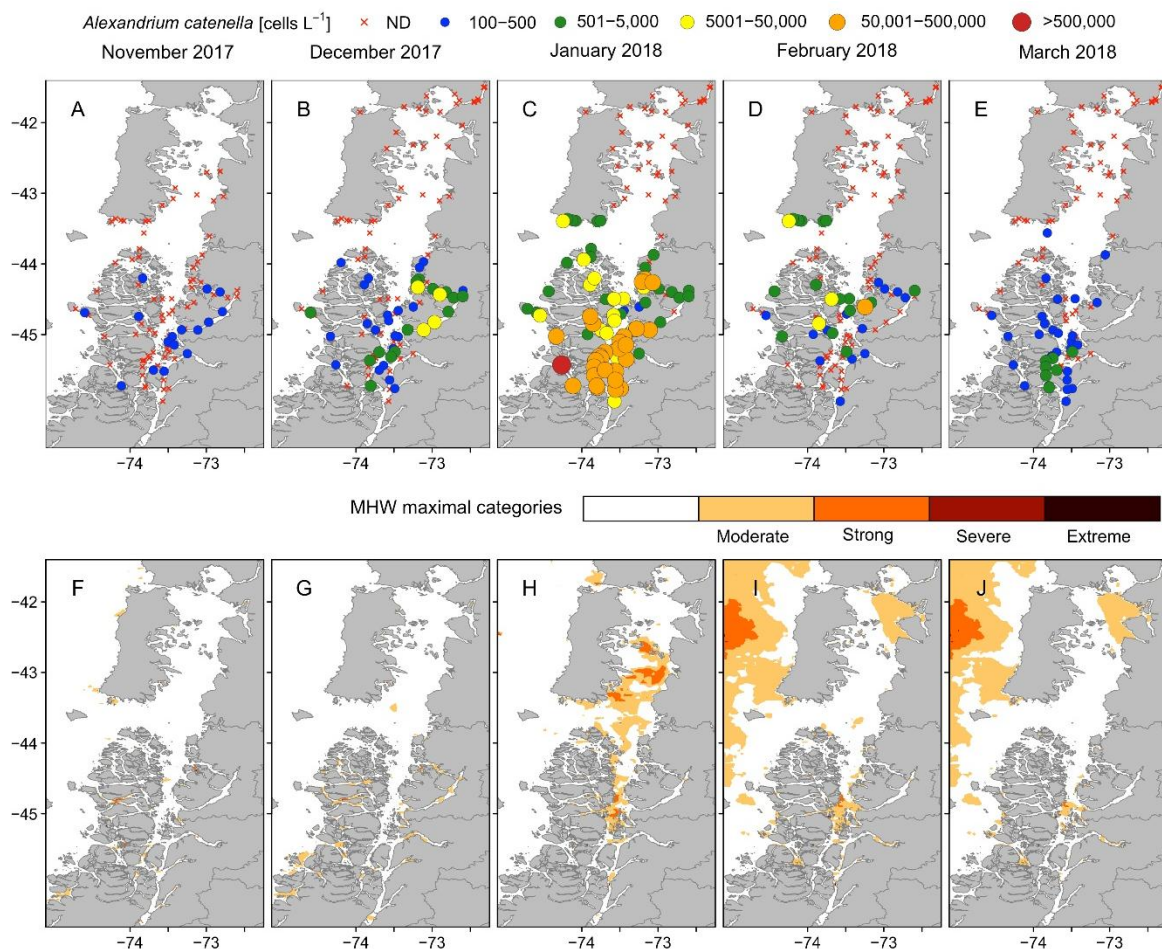 Alexandrium catenella [cells L⁻¹] × ND 100–500 501–5,000 5001–50,000 50,001–500,000 >500,000
November 2017 December 2017 January 2018 February 2018 March 2018
A B C D E
−42
−43
−44
−45
−74 −73 −74 −73 −74 −73 −74 −73 −74 −73
MHW maximal categories
Moderate Strong Severe Extreme
F G H I J
−42
−43
−44
−45
−74 −73 −74 −73 −74 −73 −74 −73 −74 −73